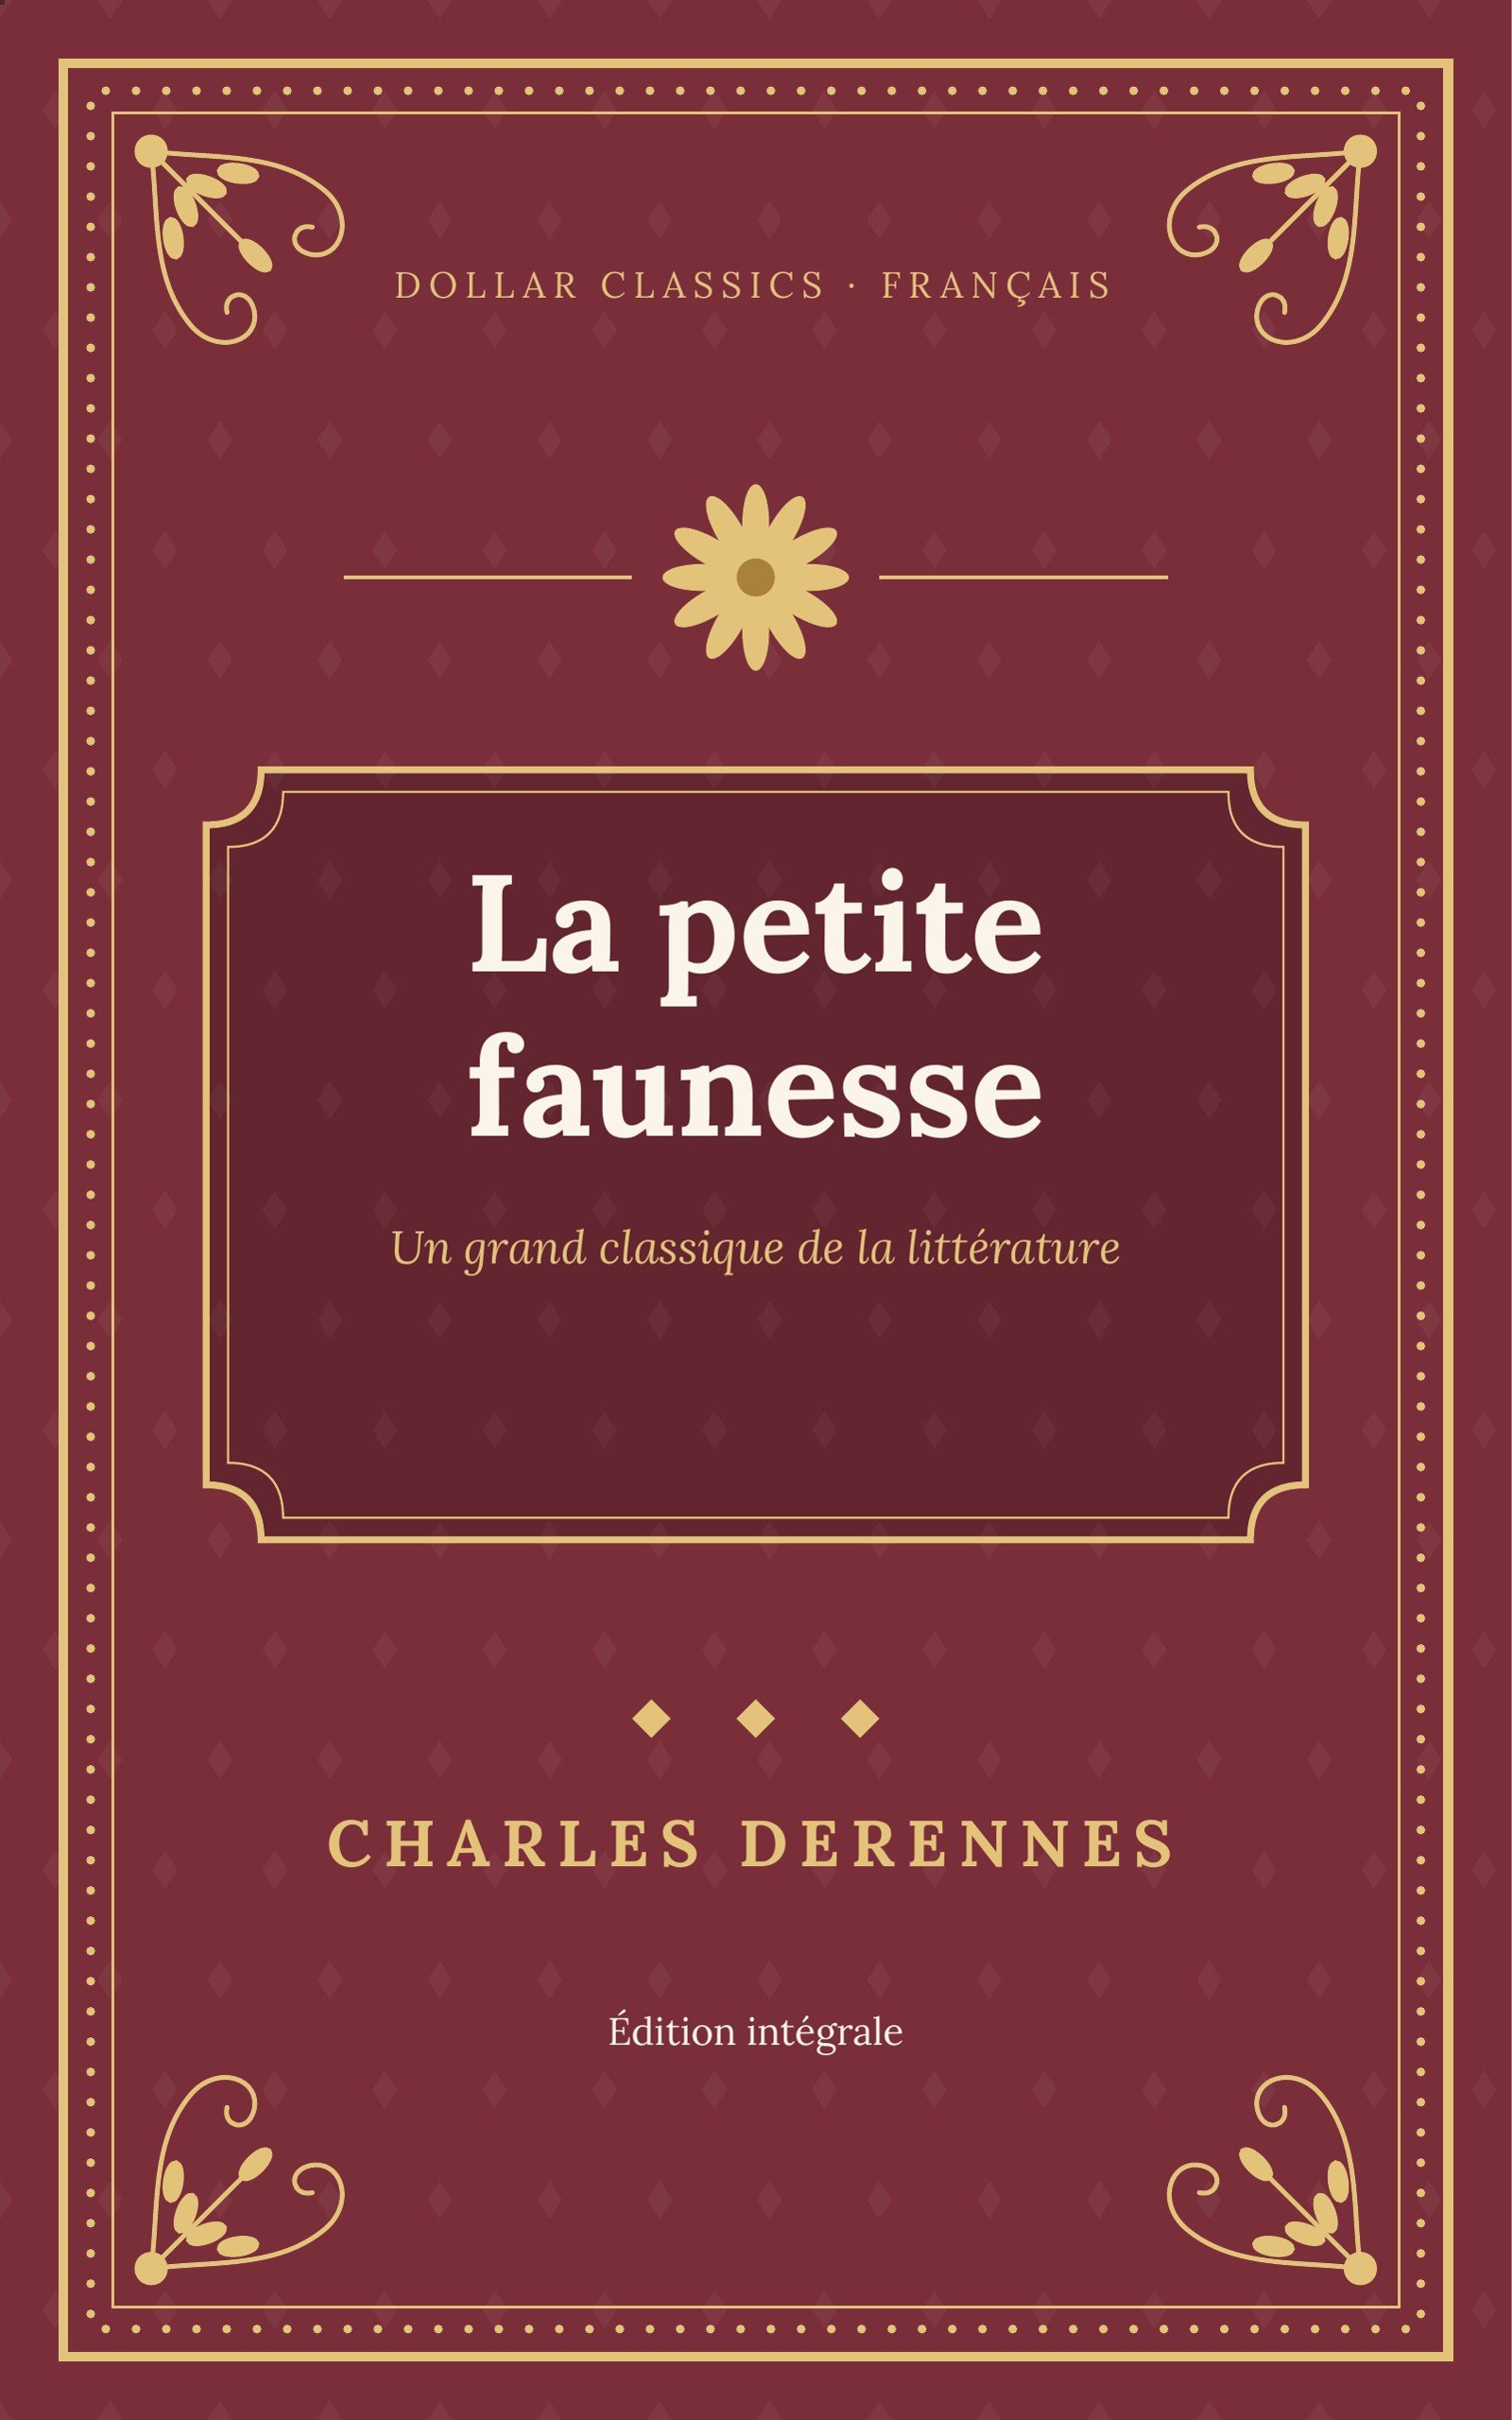 DOLLAR CLASSICS · FRANÇAIS
La petite
faunesse
Un grand classique de la littérature
CHARLES DERENNES
Édition intégrale